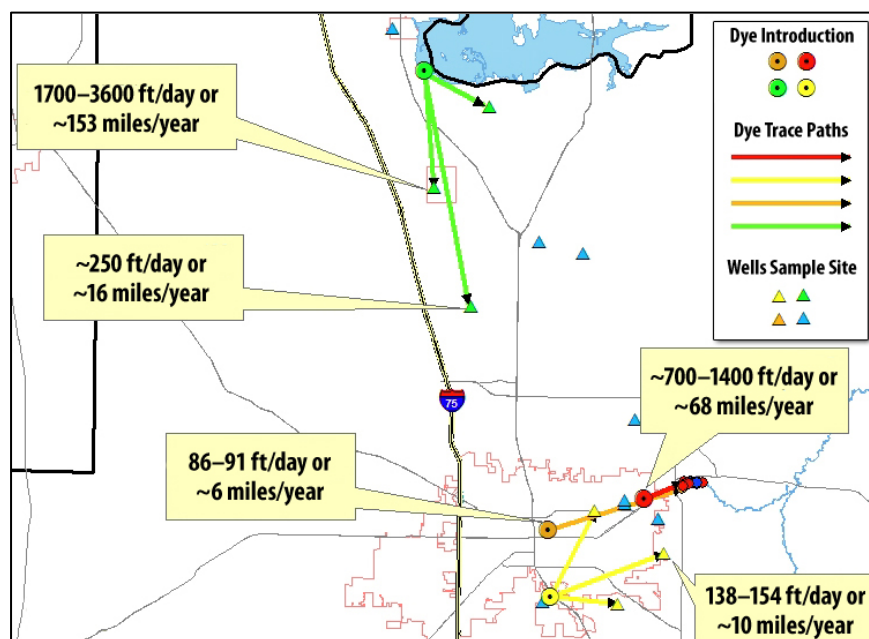 1700–3600 ft/day or
~153 miles/year
~250 ft/day or
~16 miles/year
86–91 ft/day or
~6 miles/year
~700–1400 ft/day or
~68 miles/year
138–154 ft/day or
~10 miles/year
75
Dye Introduction
Dye Trace Paths
Wells Sample Site